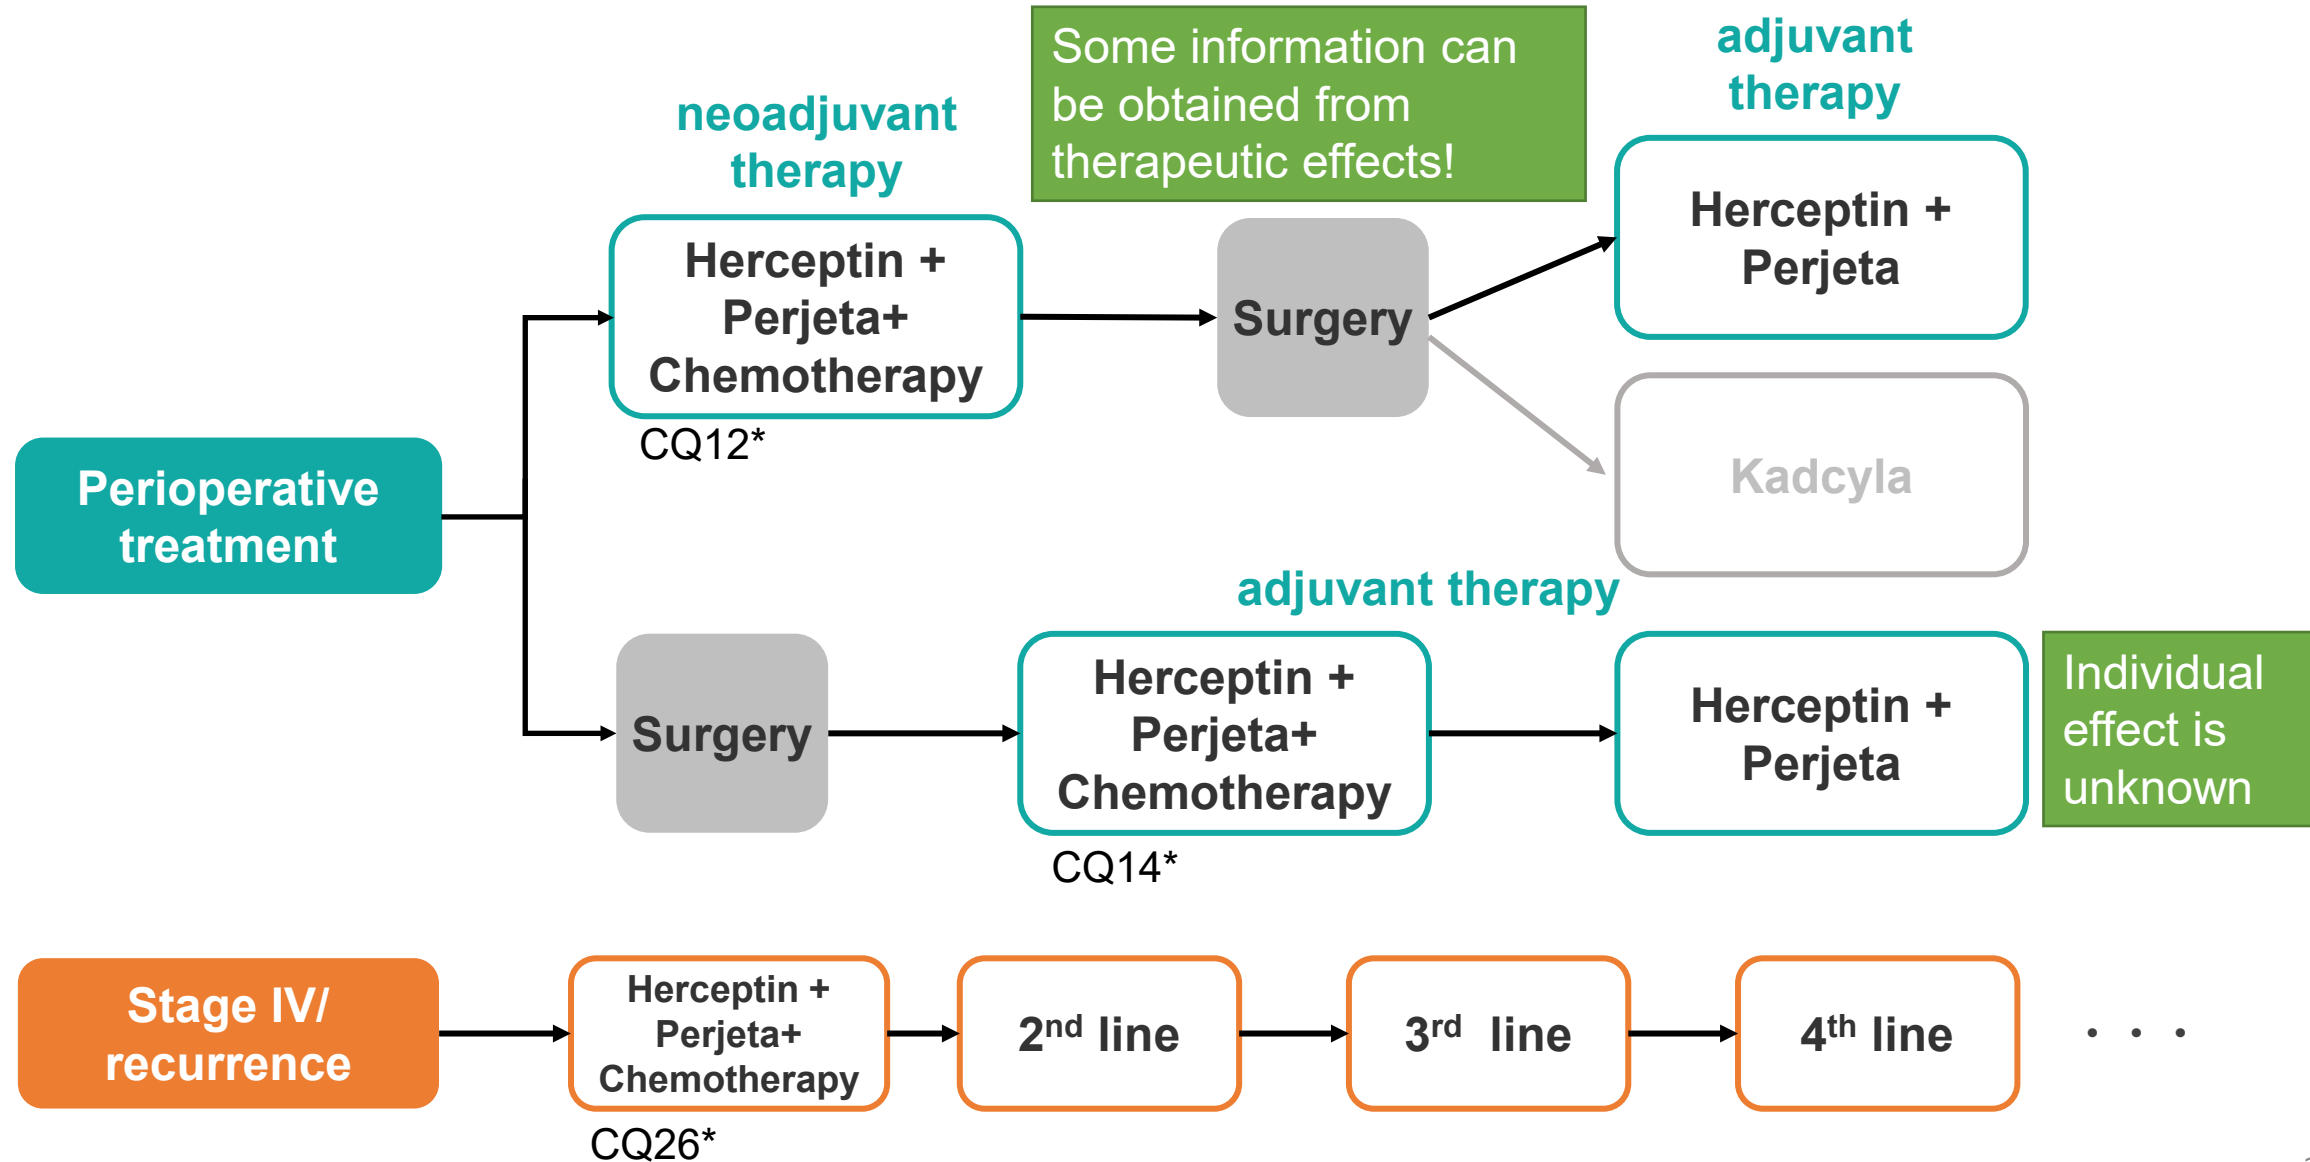 Some information can
be obtained from
therapeutic effects!
adjuvant
therapy
neoadjuvant
therapy
Herceptin +
Perjeta+
Chemotherapy
CQ12*
Surgery
Herceptin +
Perjeta
Kadcyla
Perioperative
treatment
adjuvant therapy
Surgery
Herceptin +
Perjeta+
Chemotherapy
CQ14*
Herceptin +
Perjeta
Individual
effect is
unknown
Stage IV/
recurrence
Herceptin +
Perjeta+
Chemotherapy
CQ26*
2nd line
3rd line
4th line
・・・